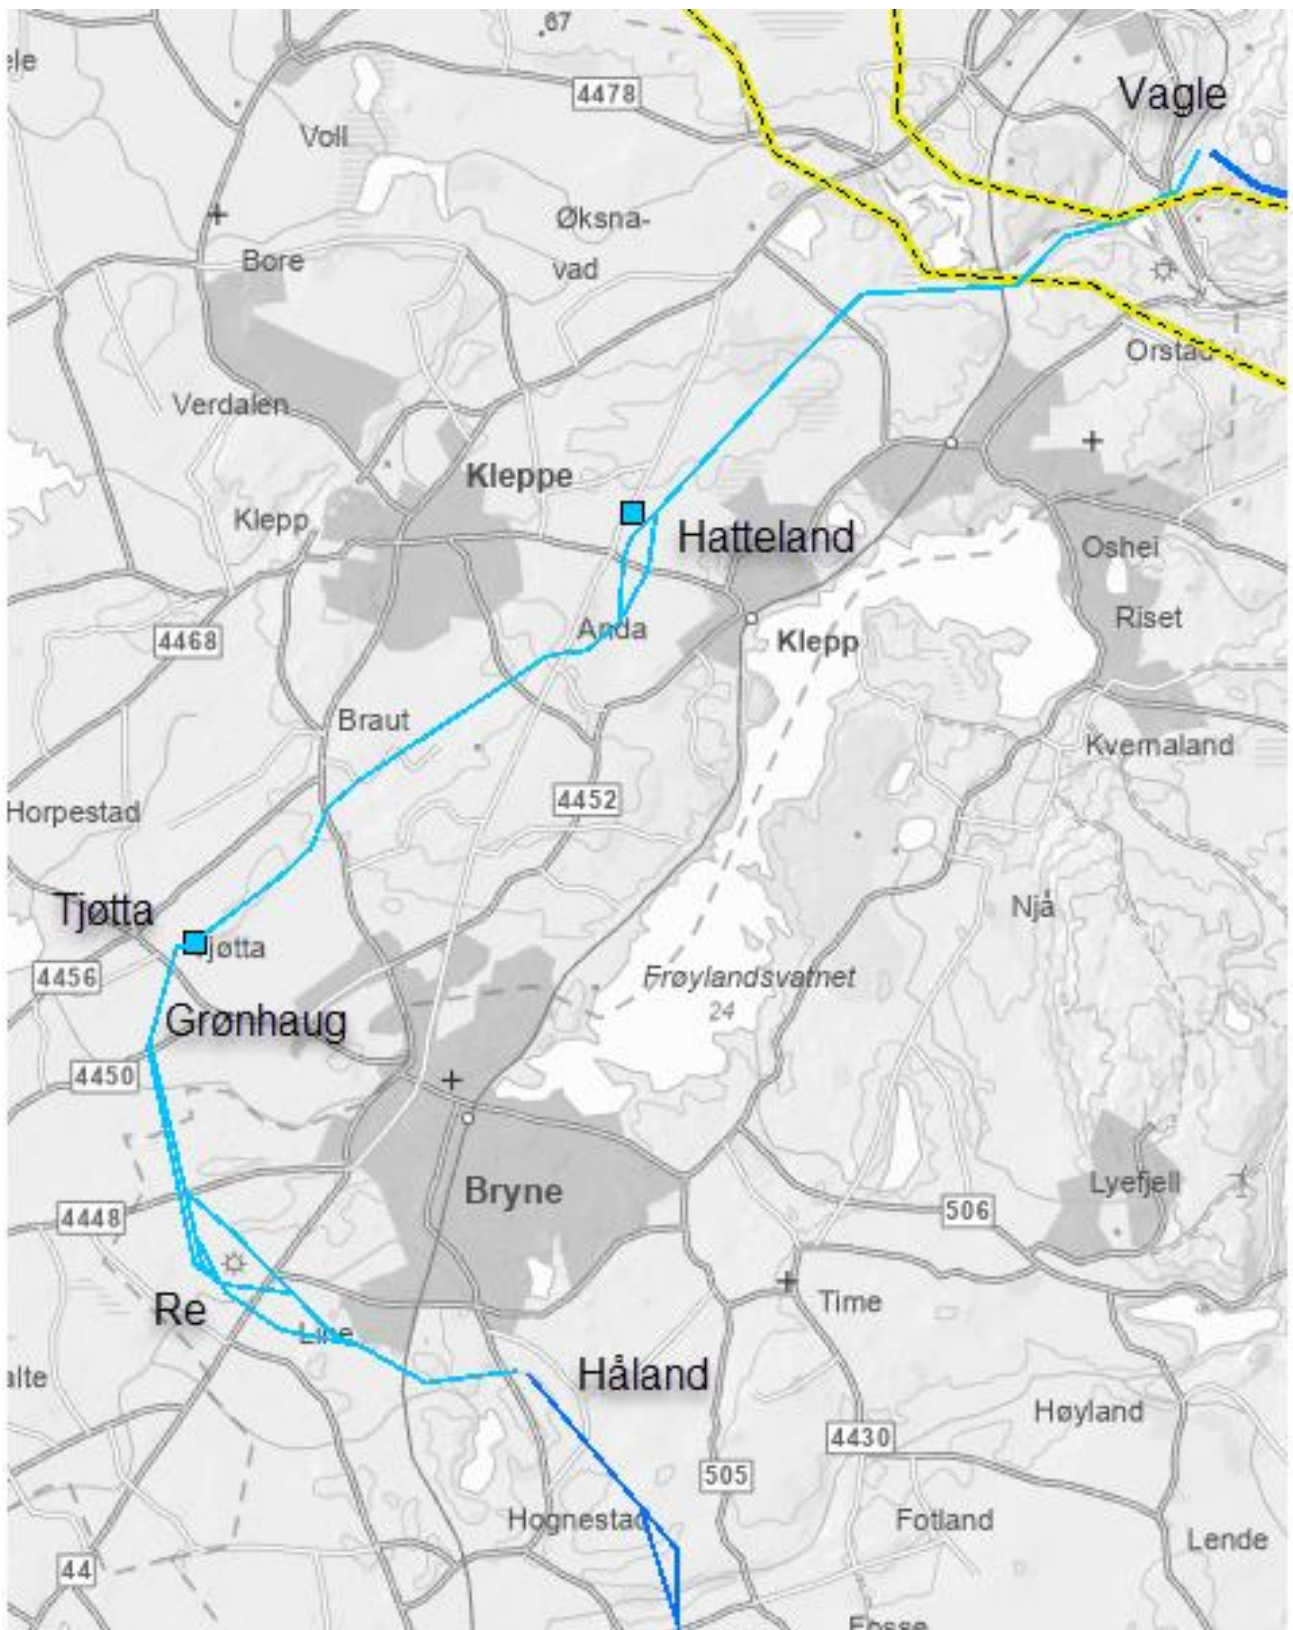 67
ele
4478
Vagle
Voll
Øksna-
vad
Bore
Orstad
Verdalen
Kleppe
Klepp
Hatteland
Oshei
Anda
Riset
4468
Klepp
Braut
Kvernaland
4452
Horpestad
Tjøtta
Njå
Tjøtta
4456
Frøylandsvatnet
24
Grønhaug
4450
Bryne
Lyefjell
4448
506
Re
Time
Line
alte
Håland
Høyland
4430
505
Hognestad
Fotland
Lende
44
Fosse